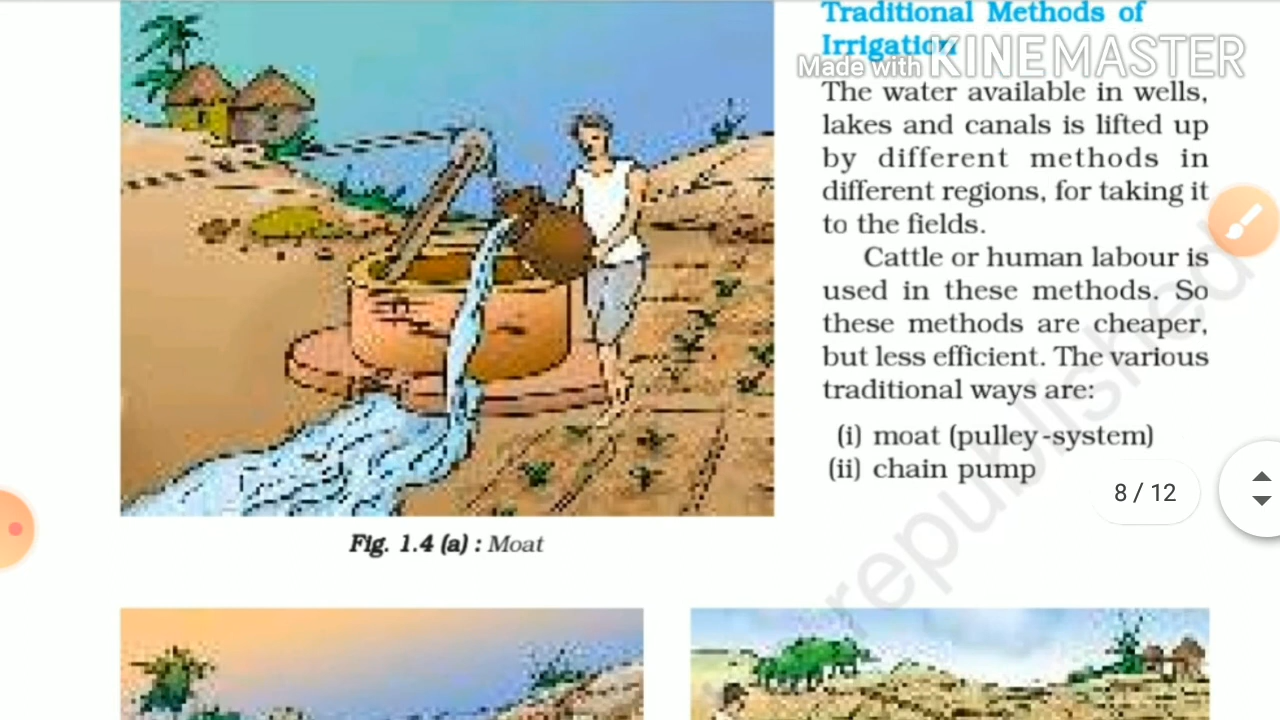 Traditional Methods of
Irrigation
Made with KINEMASTER
The water available in wells,
lakes and canals is lifted up
by different methods in
different regions, for taking it
to the fields.
Cattle or human labour is
used in these methods. So
these methods are cheaper,
but less efficient. The various
traditional ways are:
(i) moat (pulley-system)
(ii) chain pump
8 / 12
Fig. 1.4 (a) : Moat
republished